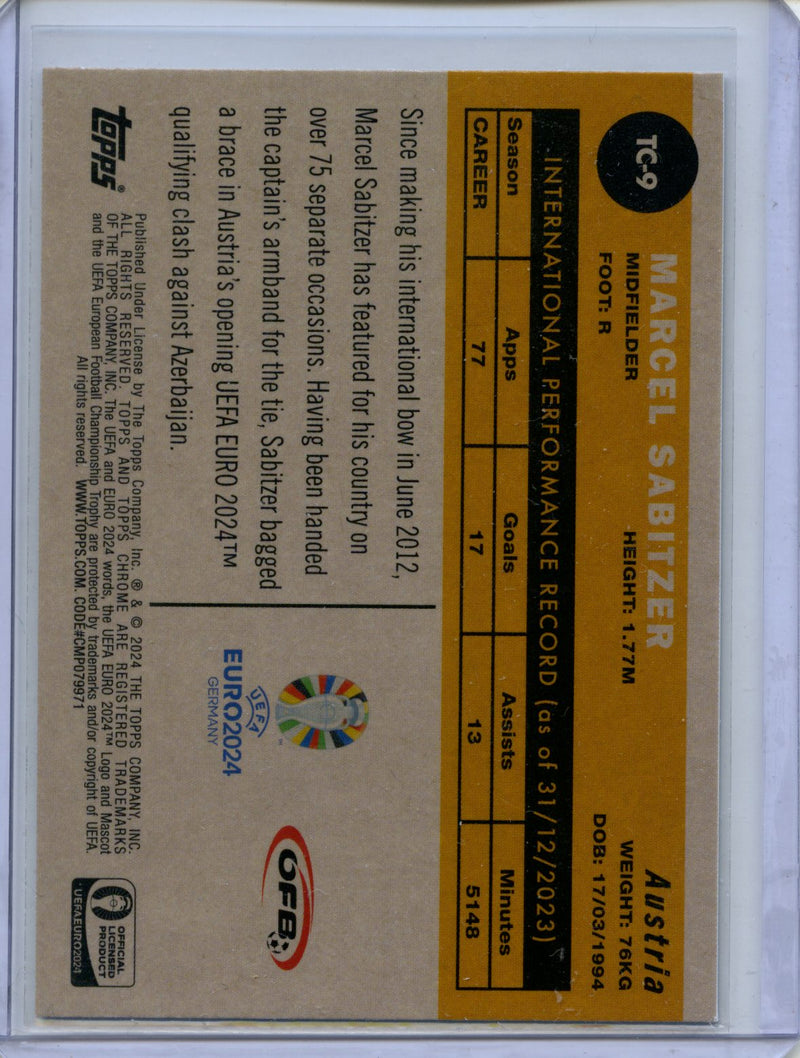 TC-9
MARCEL SABITZER
Austria
MIDFIELDER
HEIGHT: 1.77M
WEIGHT: 76KG
FOOT: R
DOB: 17/03/1994
INTERNATIONAL PERFORMANCE RECORD (as of 31/12/2023)
Season Apps Goals Assists Minutes
CAREER 77 17 13 5148
Since making his international bow in June 2012,
Marcel Sabitzer has featured for his country on
over 75 separate occasions. Having been handed
the captain's armband for the tie, Sabitzer bagged
a brace in Austria's opening UEFA EURO 2024™
qualifying clash against Azerbaijan.
UEFA
EURO2024
GERMANY
ÖFB
topps®
Published Under License by The Topps Company, Inc. ® & © 2024 THE TOPPS COMPANY, INC.
ALL RIGHTS RESERVED. TOPPS AND TOPPS CHROME ARE REGISTERED TRADEMARKS
OF THE TOPPS COMPANY, INC. The UEFA and EURO 2024 words, the UEFA EURO 2024™ Logo and Mascot
and the UEFA European Football Championship Trophy are protected by trademarks and/or copyright of UEFA.
All rights reserved. WWW.TOPPS.COM. CODE#CMP079971
OFFICIAL
LICENSED
PRODUCT
UEFAEURO2024